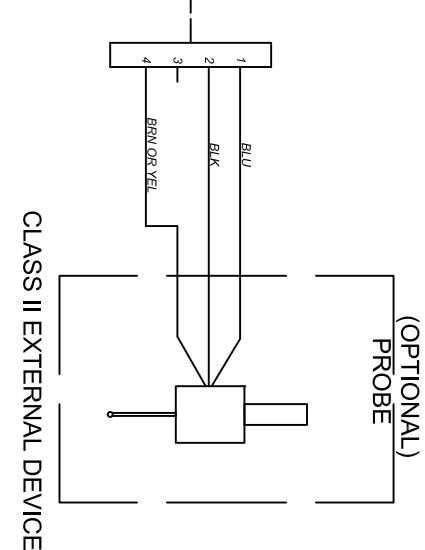 4
3
2
1
BRN OR YEL
BLK
BLU
(OPTIONAL)
PROBE
CLASS II EXTERNAL DEVICE